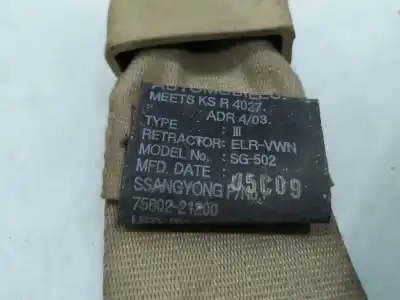 AUTOMOBILES.
MEETS KS R 4027.
ADR 4/03.
TYPE : III
RETRACTOR: ELR-VWN
MODEL No. : SG-502
MFD. DATE : 05C09
SSANGYONG P/No.
75602-21200